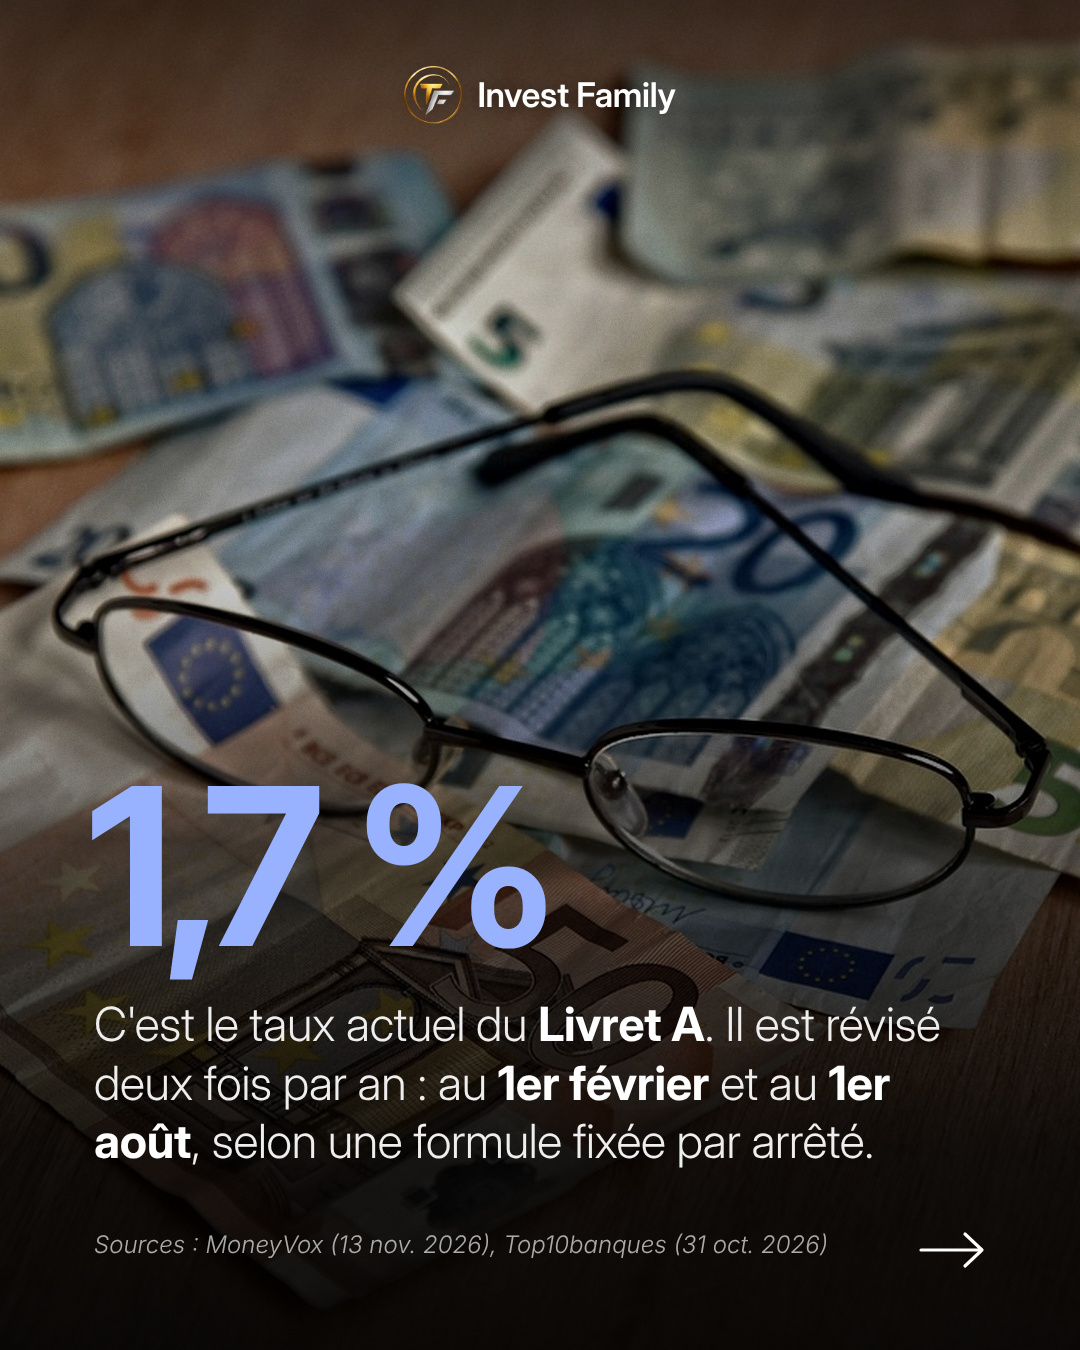 Invest Family
5
20
1,7 %
C'est le taux actuel du Livret A. Il est révisé
deux fois par an : au 1er février et au 1er
août, selon une formule fixée par arrêté.
Sources : MoneyVox (13 nov. 2026), Top10banques (31 oct. 2026)